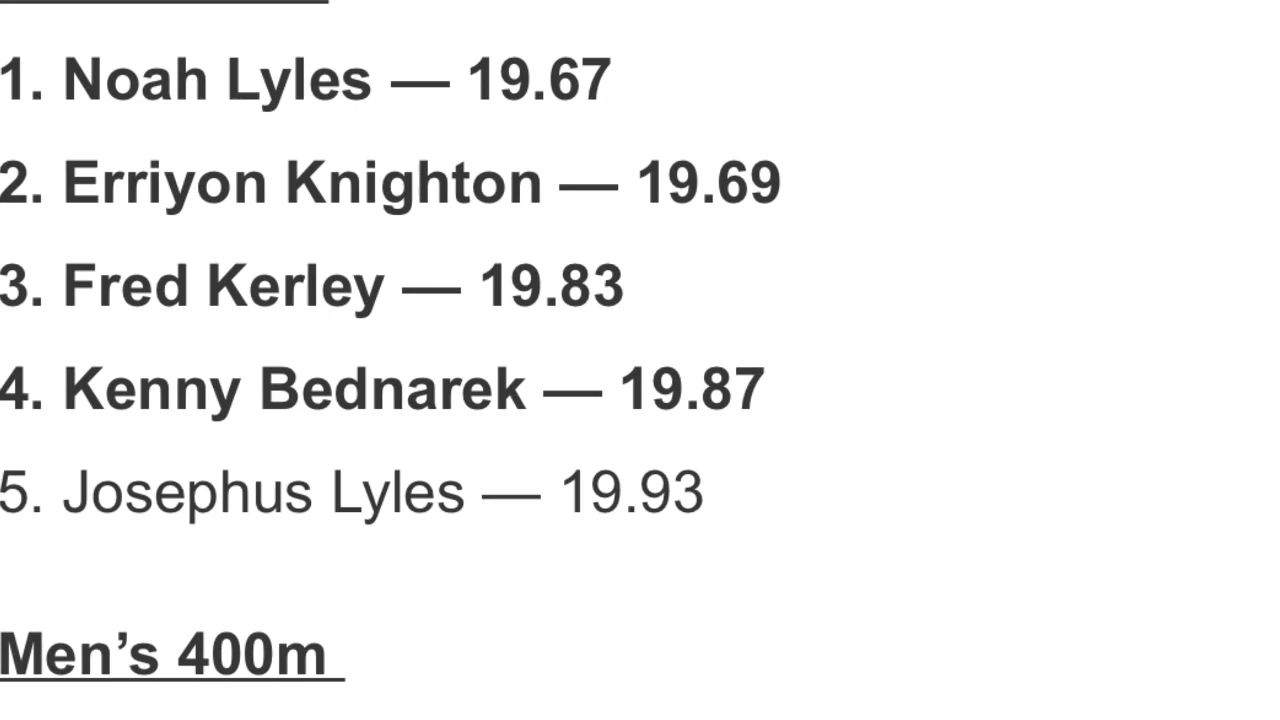 1. Noah Lyles — 19.67
2. Erriyon Knighton — 19.69
3. Fred Kerley — 19.83
4. Kenny Bednarek — 19.87
5. Josephus Lyles — 19.93
Men’s 400m